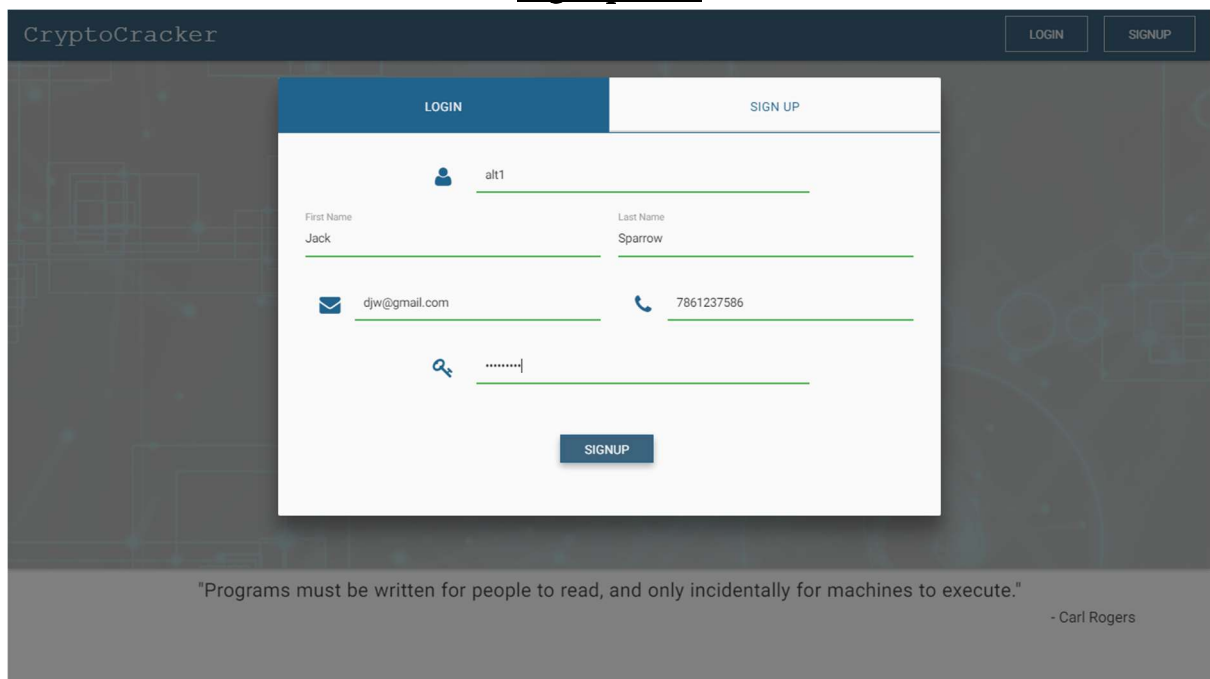 CryptoCracker LOGIN SIGNUP
LOGIN SIGN UP
alt1
First Name Last Name
Jack Sparrow
djw@gmail.com 7861237586
•••••••••
SIGNUP
"Programs must be written for people to read, and only incidentally for machines to execute."
- Carl Rogers